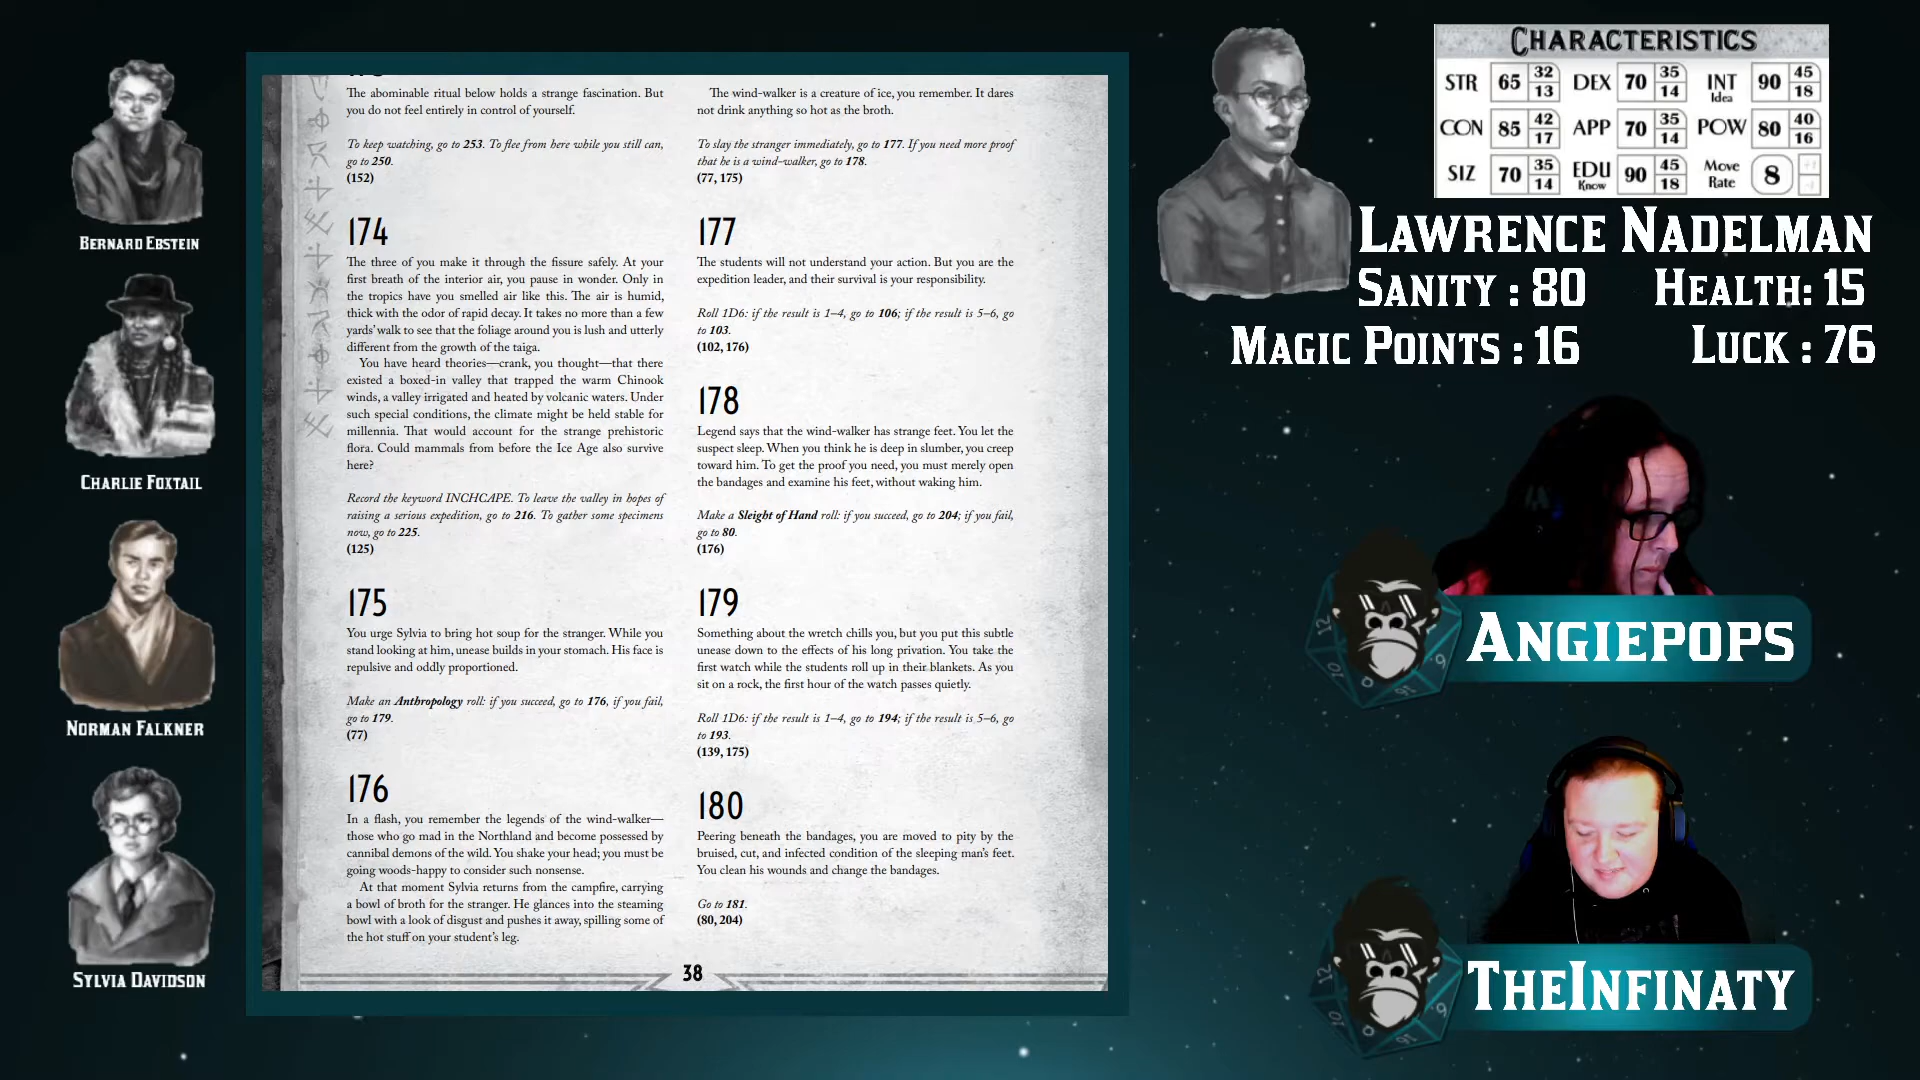 BERNARD EBSTEIN
CHARLIE FOXTAIL
NORMAN FALKNER
SYLVIA DAVIDSON
The abominable ritual below holds a strange fascination. But
you do not feel entirely in control of yourself.
To keep watching, go to 253. To flee from here while you still can,
go to 250.
(152)
174
The three of you make it through the fissure safely. At your
first breath of the interior air, you pause in wonder. Only in
the tropics have you smelled air like this. The air is humid,
thick with the odor of rapid decay. It takes no more than a few
yards' walk to see that the foliage around you is lush and utterly
different from the growth of the taiga.
You have heard theories—crank, you thought—that there
existed a boxed-in valley that trapped the warm Chinook
winds, a valley irrigated and heated by volcanic waters. Under
such special conditions, the climate might be held stable for
millennia. That would account for the strange prehistoric
flora. Could mammals from before the Ice Age also survive
here?
Record the keyword INCHCAPE. To leave the valley in hopes of
raising a serious expedition, go to 216. To gather some specimens
now, go to 225.
(125)
175
You urge Sylvia to bring hot soup for the stranger. While you
stand looking at him, unease builds in your stomach. His face is
repulsive and oddly proportioned.
Make an Anthropology roll: if you succeed, go to 176, if you fail,
go to 179.
(77)
176
In a flash, you remember the legends of the wind-walker—
those who go mad in the Northland and become possessed by
cannibal demons of the wild. You shake your head; you must be
going woods-happy to consider such nonsense.
At that moment Sylvia returns from the campfire, carrying
a bowl of broth for the stranger. He glances into the steaming
bowl with a look of disgust and pushes it away, spilling some of
the hot stuff on your student's leg.
The wind-walker is a creature of ice, you remember. It dares
not drink anything so hot as the broth.
To slay the stranger immediately, go to 177. If you need more proof
that he is a wind-walker, go to 178.
(77, 175)
177
The students will not understand your action. But you are the
expedition leader, and their survival is your responsibility.
Roll 1D6: if the result is 1–4, go to 106; if the result is 5–6, go
to 103.
(102, 176)
178
Legend says that the wind-walker has strange feet. You let the
suspect sleep. When you think he is deep in slumber, you creep
toward him. To get the proof you need, you must merely open
the bandages and examine his feet, without waking him.
Make a Sleight of Hand roll: if you succeed, go to 204; if you fail,
go to 80.
(176)
179
Something about the wretch chills you, but you put this subtle
unease down to the effects of his long privation. You take the
first watch while the students roll up in their blankets. As you
sit on a rock, the first hour of the watch passes quietly.
Roll 1D6: if the result is 1–4, go to 194; if the result is 5–6, go
to 193.
(139, 175)
180
Peering beneath the bandages, you are moved to pity by the
bruised, cut, and infected condition of the sleeping man's feet.
You clean his wounds and change the bandages.
Go to 181.
(80, 204)
38
CHARACTERISTICS
STR 65 32 13 DEX 70 35 14 INT Idea 90 45 18
CON 85 42 17 APP 70 35 14 POW 80 40 16
SIZ 70 35 14 EDU Know 90 45 18 Move Rate 8
LAWRENCE NADELMAN
SANITY : 80 HEALTH: 15
MAGIC POINTS : 16 LUCK : 76
ANGIEPOPS
THEINFINATY